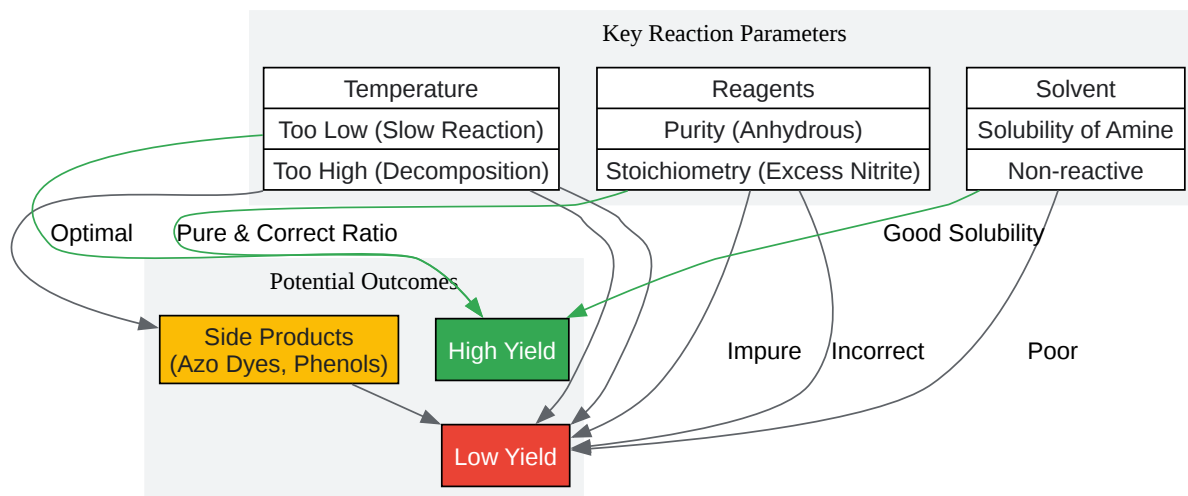 Key Reaction Parameters
Temperature
Too Low (Slow Reaction)
Too High (Decomposition)
Reagents
Purity (Anhydrous)
Stoichiometry (Excess Nitrite)
Solvent
Solubility of Amine
Non-reactive
Optimal
Pure & Correct Ratio
Good Solubility
Potential Outcomes
Side Products
(Azo Dyes, Phenols)
High Yield
Impure
Incorrect
Poor
Low Yield